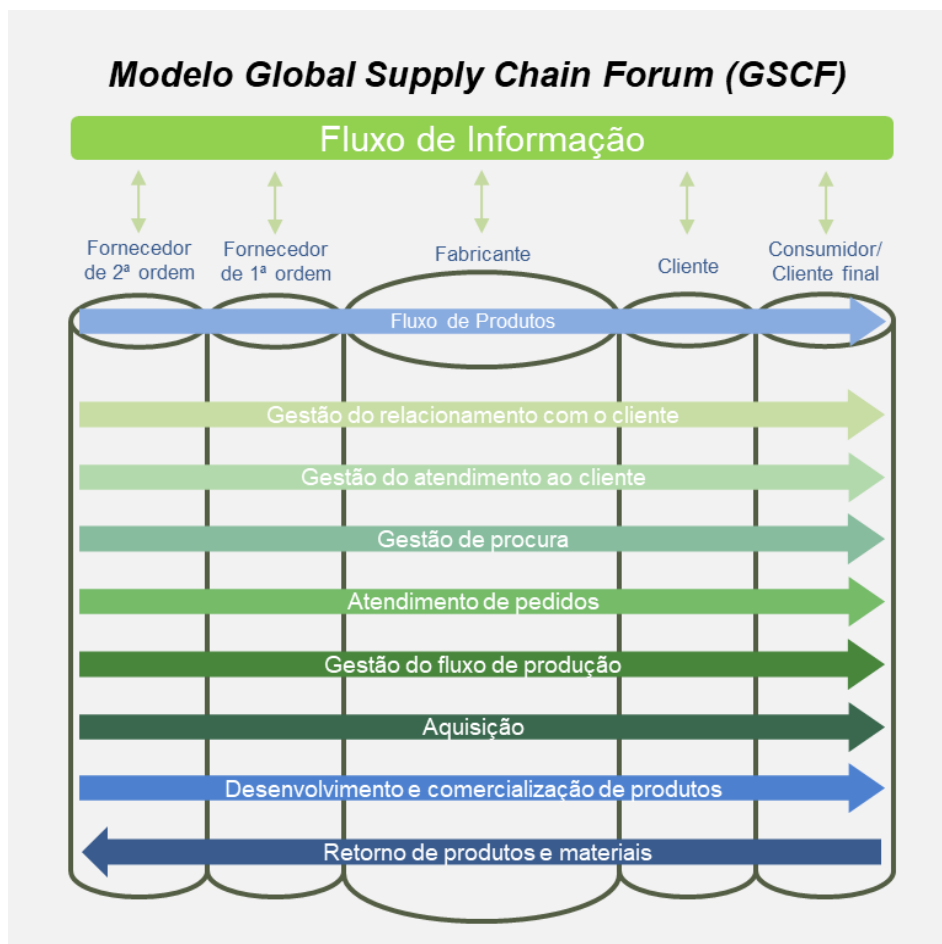 Modelo Global Supply Chain Forum (GSCF)
Fluxo de Informação
Fornecedor
de 2ª ordem
Fornecedor
de 1ª ordem
Fabricante
Cliente
Consumidor/
Cliente final
Fluxo de Produtos
Gestão do relacionamento com o cliente
Gestão do atendimento ao cliente
Gestão de procura
Atendimento de pedidos
Gestão do fluxo de produção
Aquisição
Desenvolvimento e comercialização de produtos
Retorno de produtos e materiais